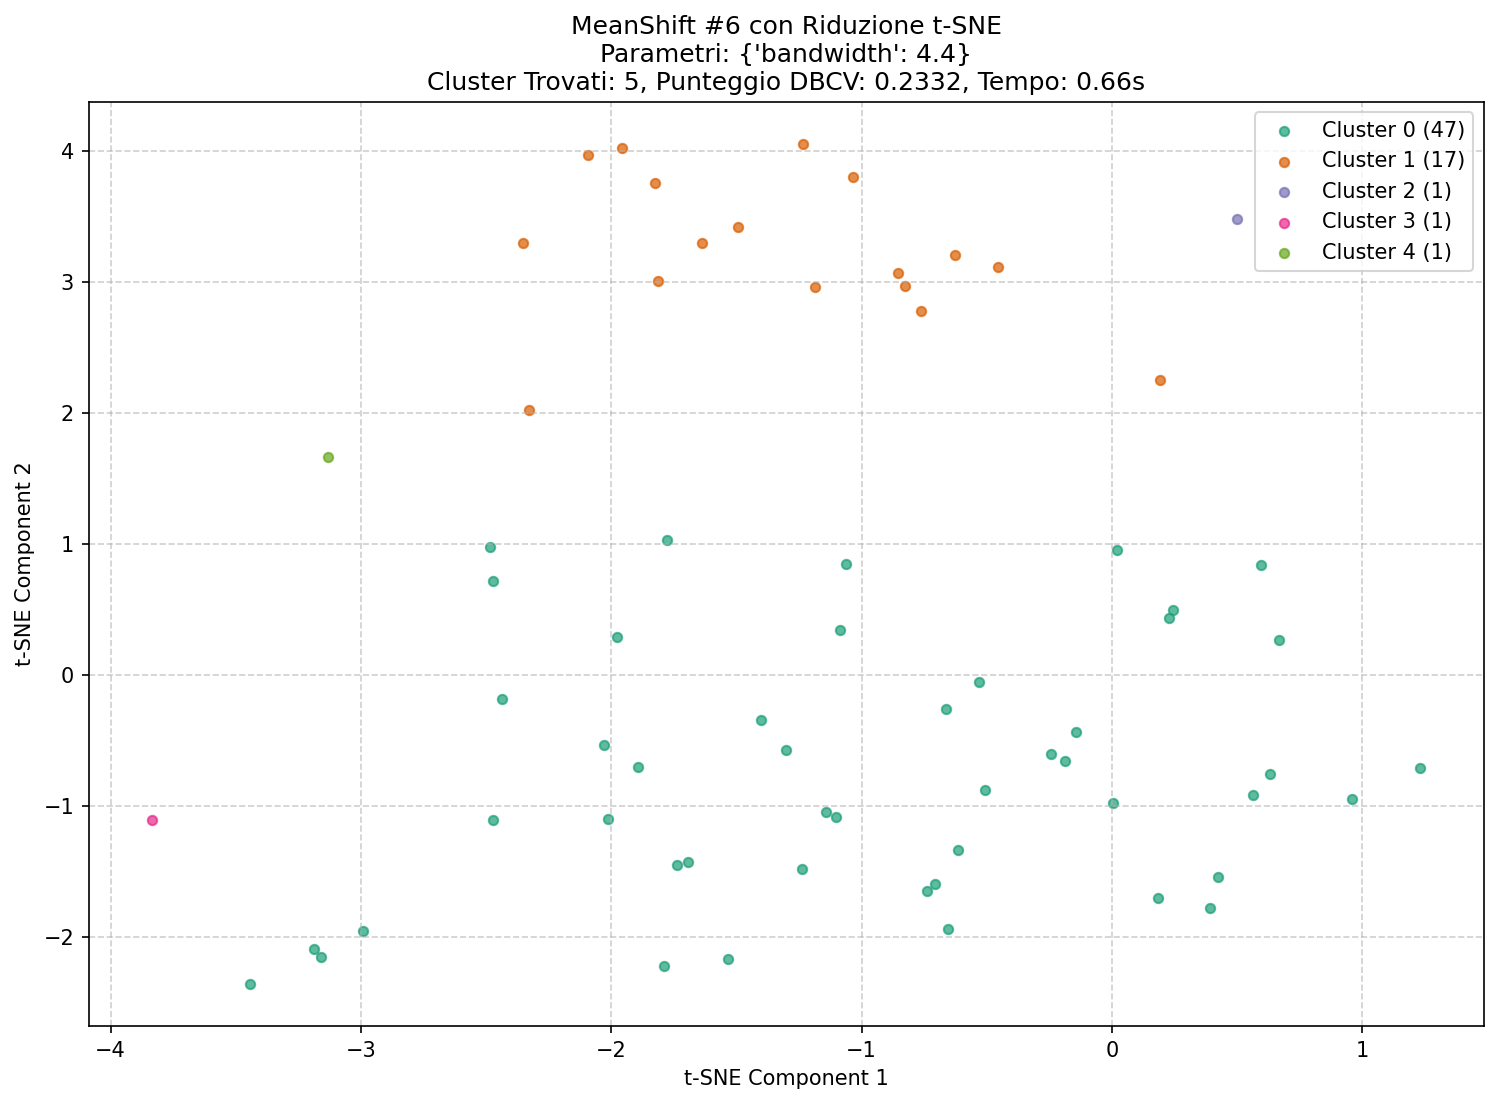 MeanShift #6 con Riduzione t-SNE
Parametri: {'bandwidth': 4.4}
Cluster Trovati: 5, Punteggio DBCV: 0.2332, Tempo: 0.66s
Cluster 0 (47)
Cluster 1 (17)
Cluster 2 (1)
Cluster 3 (1)
Cluster 4 (1)
t-SNE Component 2
4
3
2
1
0
−1
−2
−4
−3
−2
−1
0
1
t-SNE Component 1